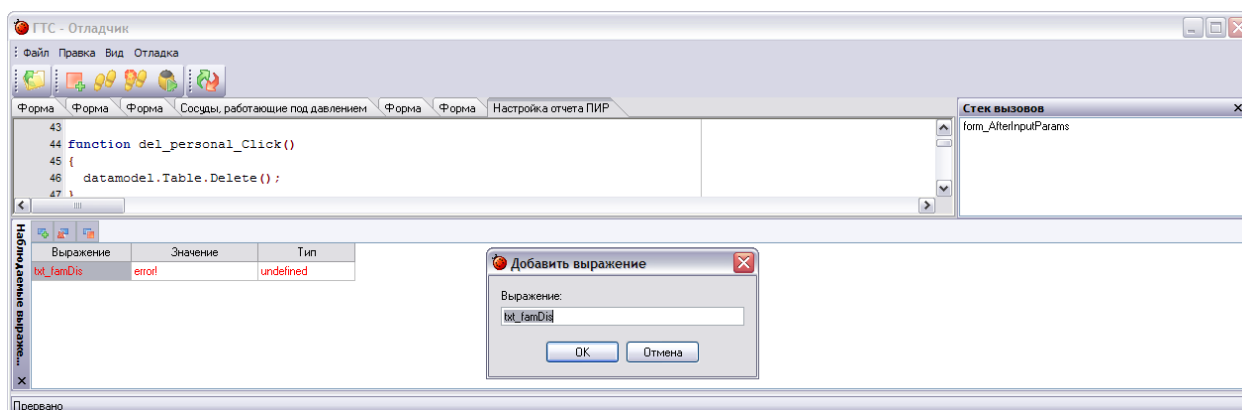 ГТС - Отладчик
Файл Правка Вид Отладка
Форма Форма Форма Сосуды, работающие под давлением Форма Форма Настройка отчета ПИР
Стек вызовов
form_AfterInputParams
43
44 function del_personal_Click()
45 {
46 datamodel.Table.Delete();
47 }
Наблюдаемые выраже...
Выражение Значение Тип
txt_famDis error! undefined
Добавить выражение
Выражение:
txt_famDis
OK Отмена
Прервано